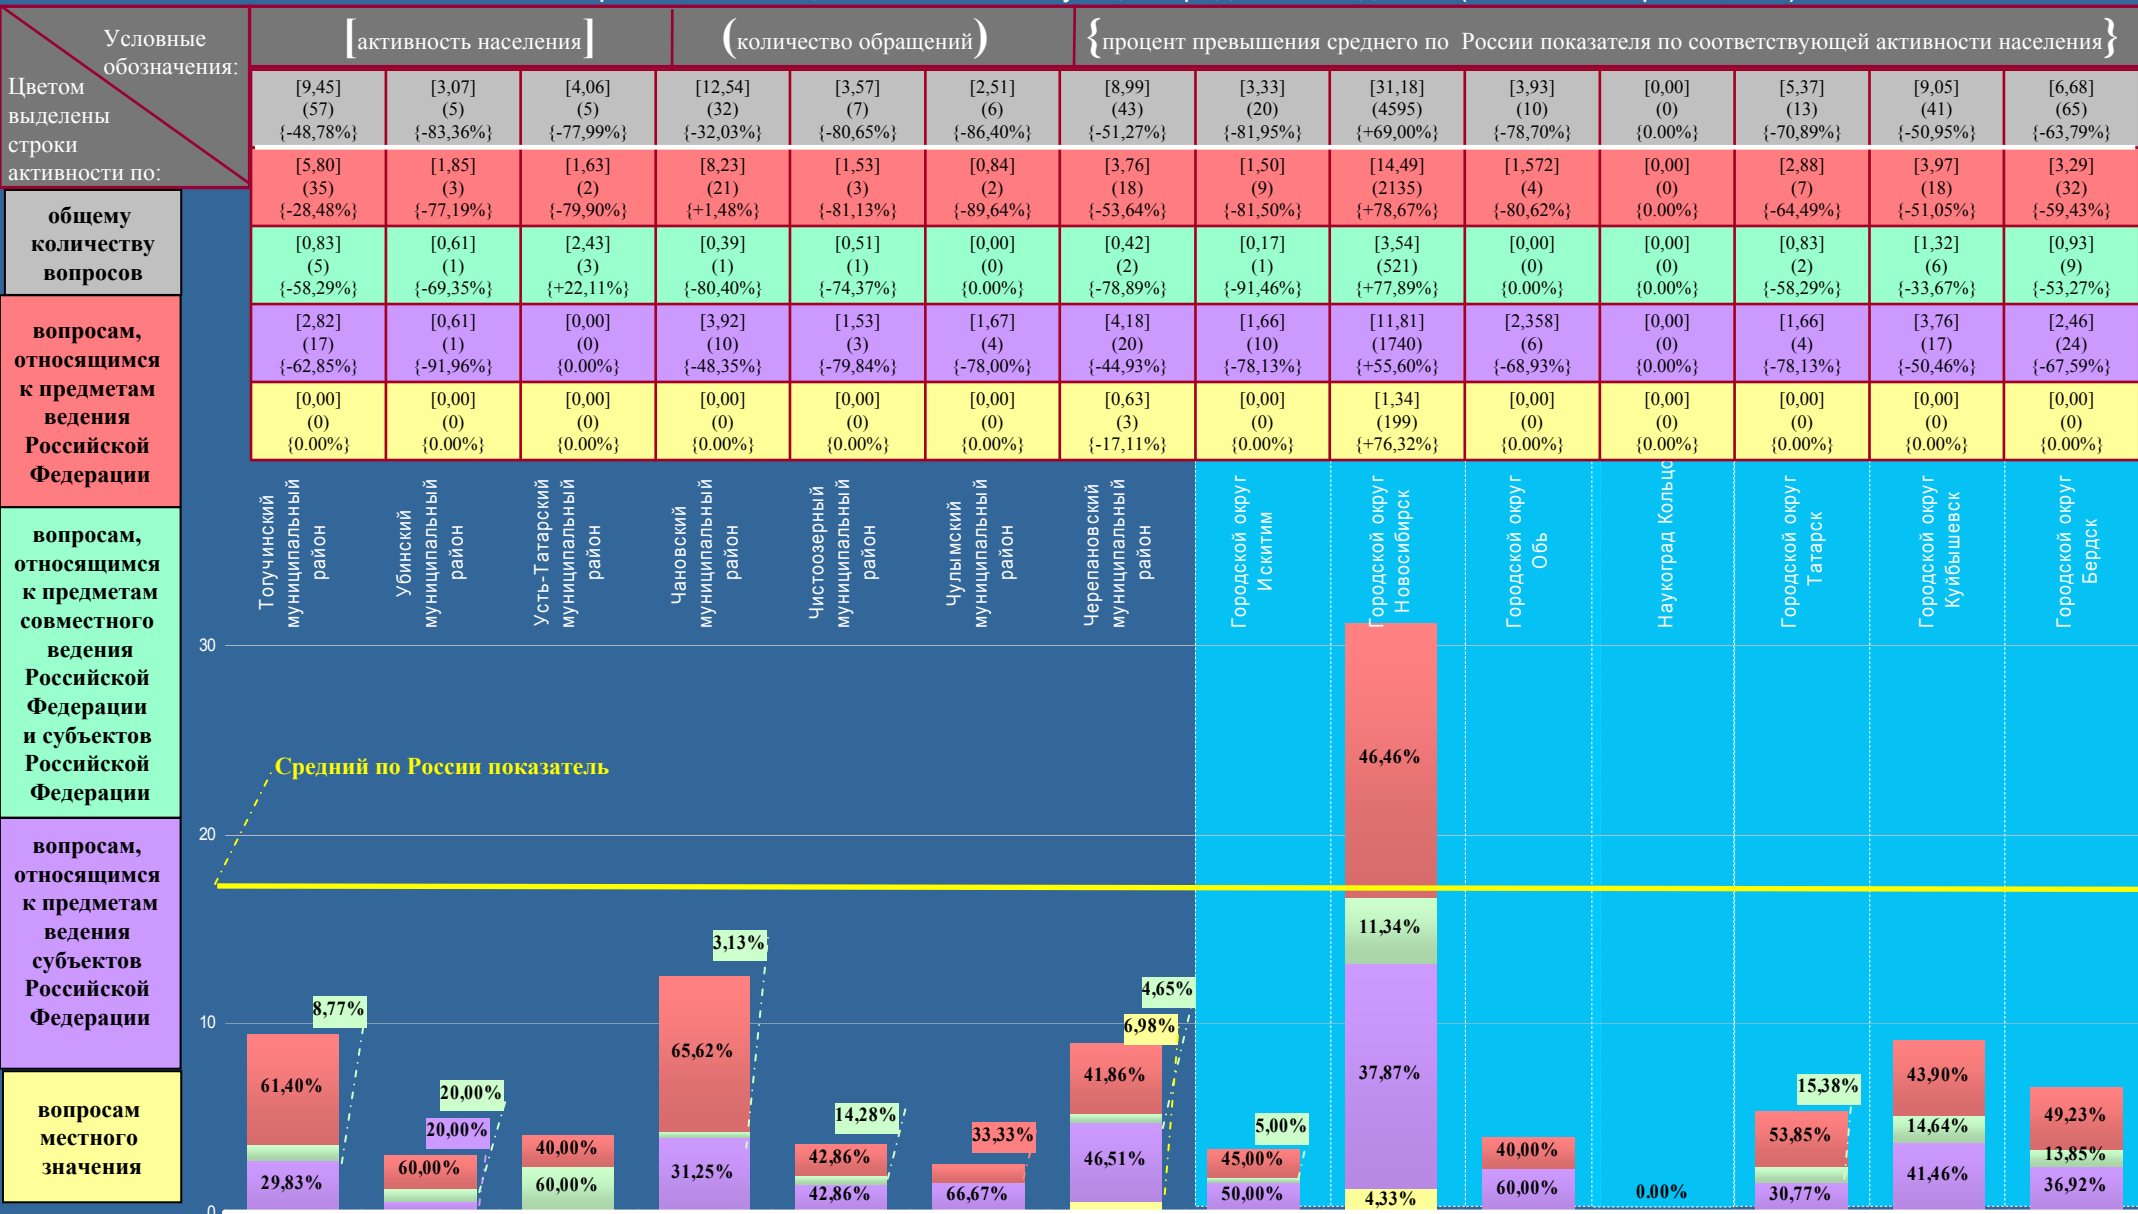 Условные
обозначения:
Цветом
выделены
строки
активности по:
[активность населения]
(количество обращений)
{процент превышения среднего по России показателя по соответствующей активности населения}
[9,45] [3,07] [4,06] [12,54] [3,57] [2,51] [8,99] [3,33] [31,18] [3,93] [0,00] [5,37] [9,05] [6,68]
(57) (5) (5) (32) (7) (6) (43) (20) (4595) (10) (0) (13) (41) (65)
{-48,78%} {-83,36%} {-77,99%} {-32,03%} {-80,65%} {-86,40%} {-51,27%} {-81,95%} {+69,00%} {-78,70%} {0.00%} {-70,89%} {-50,95%} {-63,79%}
[5,80] [1,85] [1,63] [8,23] [1,53] [0,84] [3,76] [1,50] [14,49] [1,572] [0,00] [2,88] [3,97] [3,29]
(35) (3) (2) (21) (3) (2) (18) (9) (2135) (4) (0) (7) (18) (32)
{-28,48%} {-77,19%} {-79,90%} {+1,48%} {-81,13%} {-89,64%} {-53,64%} {-81,50%} {+78,67%} {-80,62%} {0.00%} {-64,49%} {-51,05%} {-59,43%}
[0,83] [0,61] [2,43] [0,39] [0,51] [0,00] [0,42] [0,17] [3,54] [0,00] [0,00] [0,83] [1,32] [0,93]
(5) (1) (3) (1) (1) (0) (2) (1) (521) (0) (0) (2) (6) (9)
{-58,29%} {-69,35%} {+22,11%} {-80,40%} {-74,37%} {0.00%} {-78,89%} {-91,46%} {+77,89%} {0.00%} {0.00%} {-58,29%} {-33,67%} {-53,27%}
[2,82] [0,61] [0,00] [3,92] [1,53] [1,67] [4,18] [1,66] [11,81] [2,358] [0,00] [1,66] [3,76] [2,46]
(17) (1) (0) (10) (3) (4) (20) (10) (1740) (6) (0) (4) (17) (24)
{-62,85%} {-91,96%} {0.00%} {-48,35%} {-79,84%} {-78,00%} {-44,93%} {-78,13%} {+55,60%} {-68,93%} {0.00%} {-78,13%} {-50,46%} {-67,59%}
[0,00] [0,00] [0,00] [0,00] [0,00] [0,00] [0,63] [0,00] [1,34] [0,00] [0,00] [0,00] [0,00] [0,00]
(0) (0) (0) (0) (0) (0) (3) (0) (199) (0) (0) (0) (0) (0)
{0.00%} {0.00%} {0.00%} {0.00%} {0.00%} {0.00%} {-17,11%} {0.00%} {+76,32%} {0.00%} {0.00%} {0.00%} {0.00%} {0.00%}
общему
количеству
вопросов
вопросам,
относящимся
к предметам
ведения
Российской
Федерации
вопросам,
относящимся
к предметам
совместного
ведения
Российской
Федерации
и субъектов
Российской
Федерации
вопросам,
относящимся
к предметам
ведения
субъектов
Российской
Федерации
вопросам
местного
значения
Тогучинский
муниципальный
район
Убинский
муниципальный
район
Усть-Татарский
муниципальный
район
Чановский
муниципальный
район
Чистоозерный
муниципальный
район
Чулымский
муниципальный
район
Черепановский
муниципальный
район
Городской округ
Искитим
Городской округ
Новосибирск
Городской округ
Обь
Наукоград Кольцо
Городской округ
Татарск
Городской округ
Куйбышевск
Городской округ
Бердск
30
20
10
0
Средний по России показатель
8,77%
61,40%
29,83%
20,00%
20,00%
60,00%
40,00%
60,00%
3,13%
65,62%
31,25%
14,28%
42,86%
42,86%
33,33%
66,67%
4,65%
6,98%
41,86%
46,51%
5,00%
45,00%
50,00%
46,46%
11,34%
37,87%
4,33%
40,00%
60,00%
0.00%
15,38%
53,85%
30,77%
43,90%
14,64%
41,46%
49,23%
13,85%
36,92%